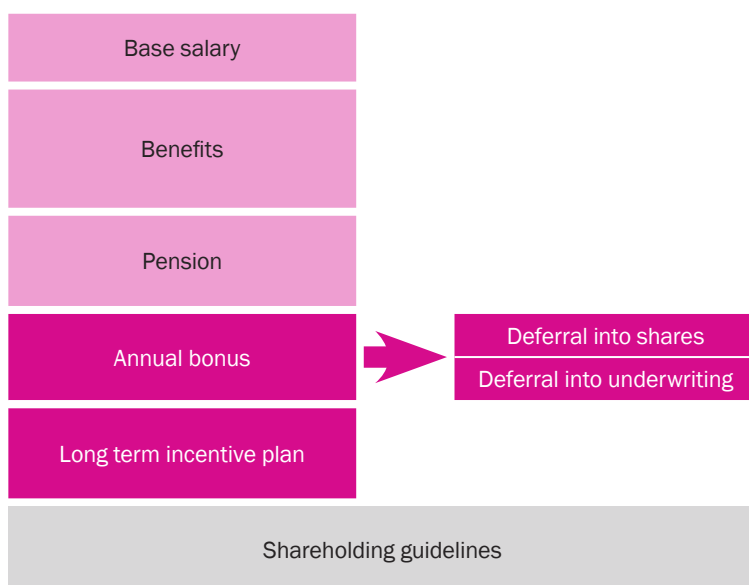 Base salary
Benefits
Pension
Annual bonus
Deferral into shares
Deferral into underwriting
Long term incentive plan
Shareholding guidelines